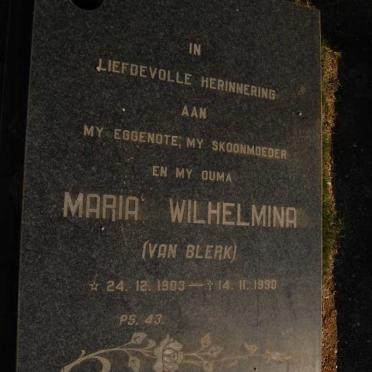 IN
LIEFDEVOLLE HERINNERING
AAN
MY EGGENOTE, MY SKOONMOEDER
EN MY OUMA
MARIA WILHELMINA
(VAN BLERK)
☆ 24. 12. 1903 — † 14. 11. 1990
PS. 43.